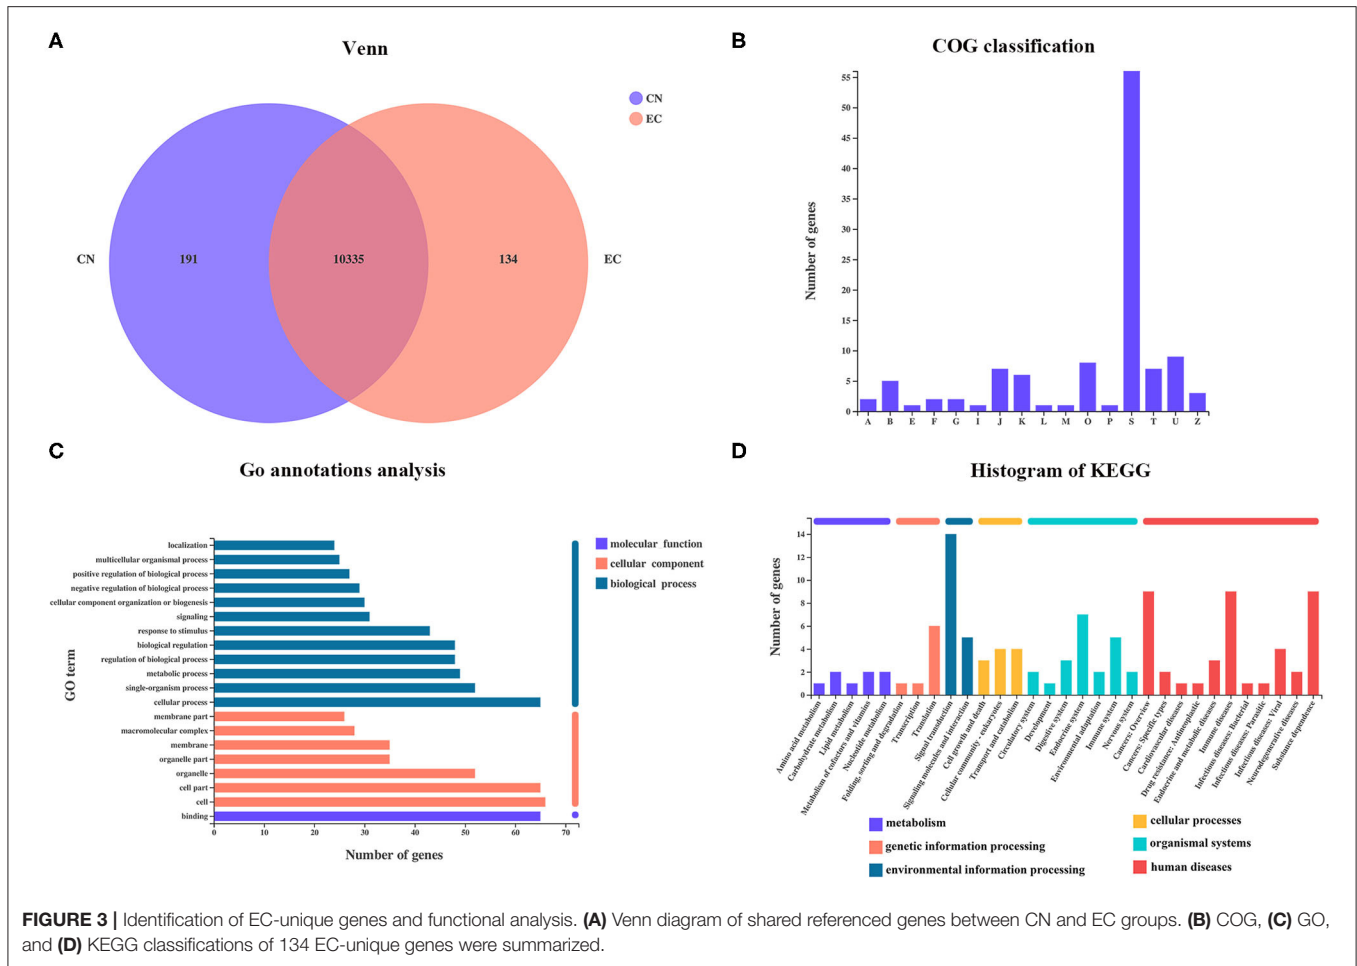 A
Venn
CN
EC
CN
191
10335
134
EC
B
COG classification
Number of genes
55
50
45
40
35
30
25
20
15
10
5
0
A B E F G I J K L M O P S T U Z
C
Go annotations analysis
GO term
localization
multicellular organismal process
positive regulation of biological process
negative regulation of biological process
cellular component organization or biogenesis
signaling
response to stimulus
biological regulation
regulation of biological process
metabolic process
single-organism process
cellular process
membrane part
macromolecular complex
membrane
organelle part
organelle
cell part
cell
binding
0 10 20 30 40 50 60 70
Number of genes
molecular function
cellular component
biological process
D
Histogram of KEGG
Number of genes
14
12
10
8
6
4
2
0
Amino acid metabolism
Carbohydrate metabolism
Lipid metabolism
Metabolism of cofactors and vitamins
Nucleotide metabolism
Folding, sorting and degradation
Transcription
Translation
Signal transduction
Signaling molecules and interaction
Cell growth and death
Cellular community - eukaryotes
Transport and catabolism
Circulatory system
Development
Digestive system
Endocrine system
Environmental adaptation
Immune system
Nervous system
Cancers: Overview
Cancers: Specific types
Cardiovascular diseases
Drug resistance: Antineoplastic
Endocrine and metabolic diseases
Immune diseases
Infectious diseases: Bacterial
Infectious diseases: Parasitic
Infectious diseases: Viral
Neurodegenerative diseases
Substance dependence
metabolism
genetic information processing
environmental information processing
cellular processes
organismal systems
human diseases
FIGURE 3 | Identification of EC-unique genes and functional analysis. (A) Venn diagram of shared referenced genes between CN and EC groups. (B) COG, (C) GO,
and (D) KEGG classifications of 134 EC-unique genes were summarized.